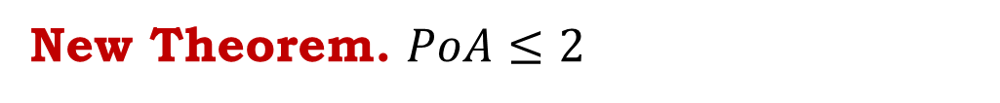 New Theorem. PoA ≤ 2